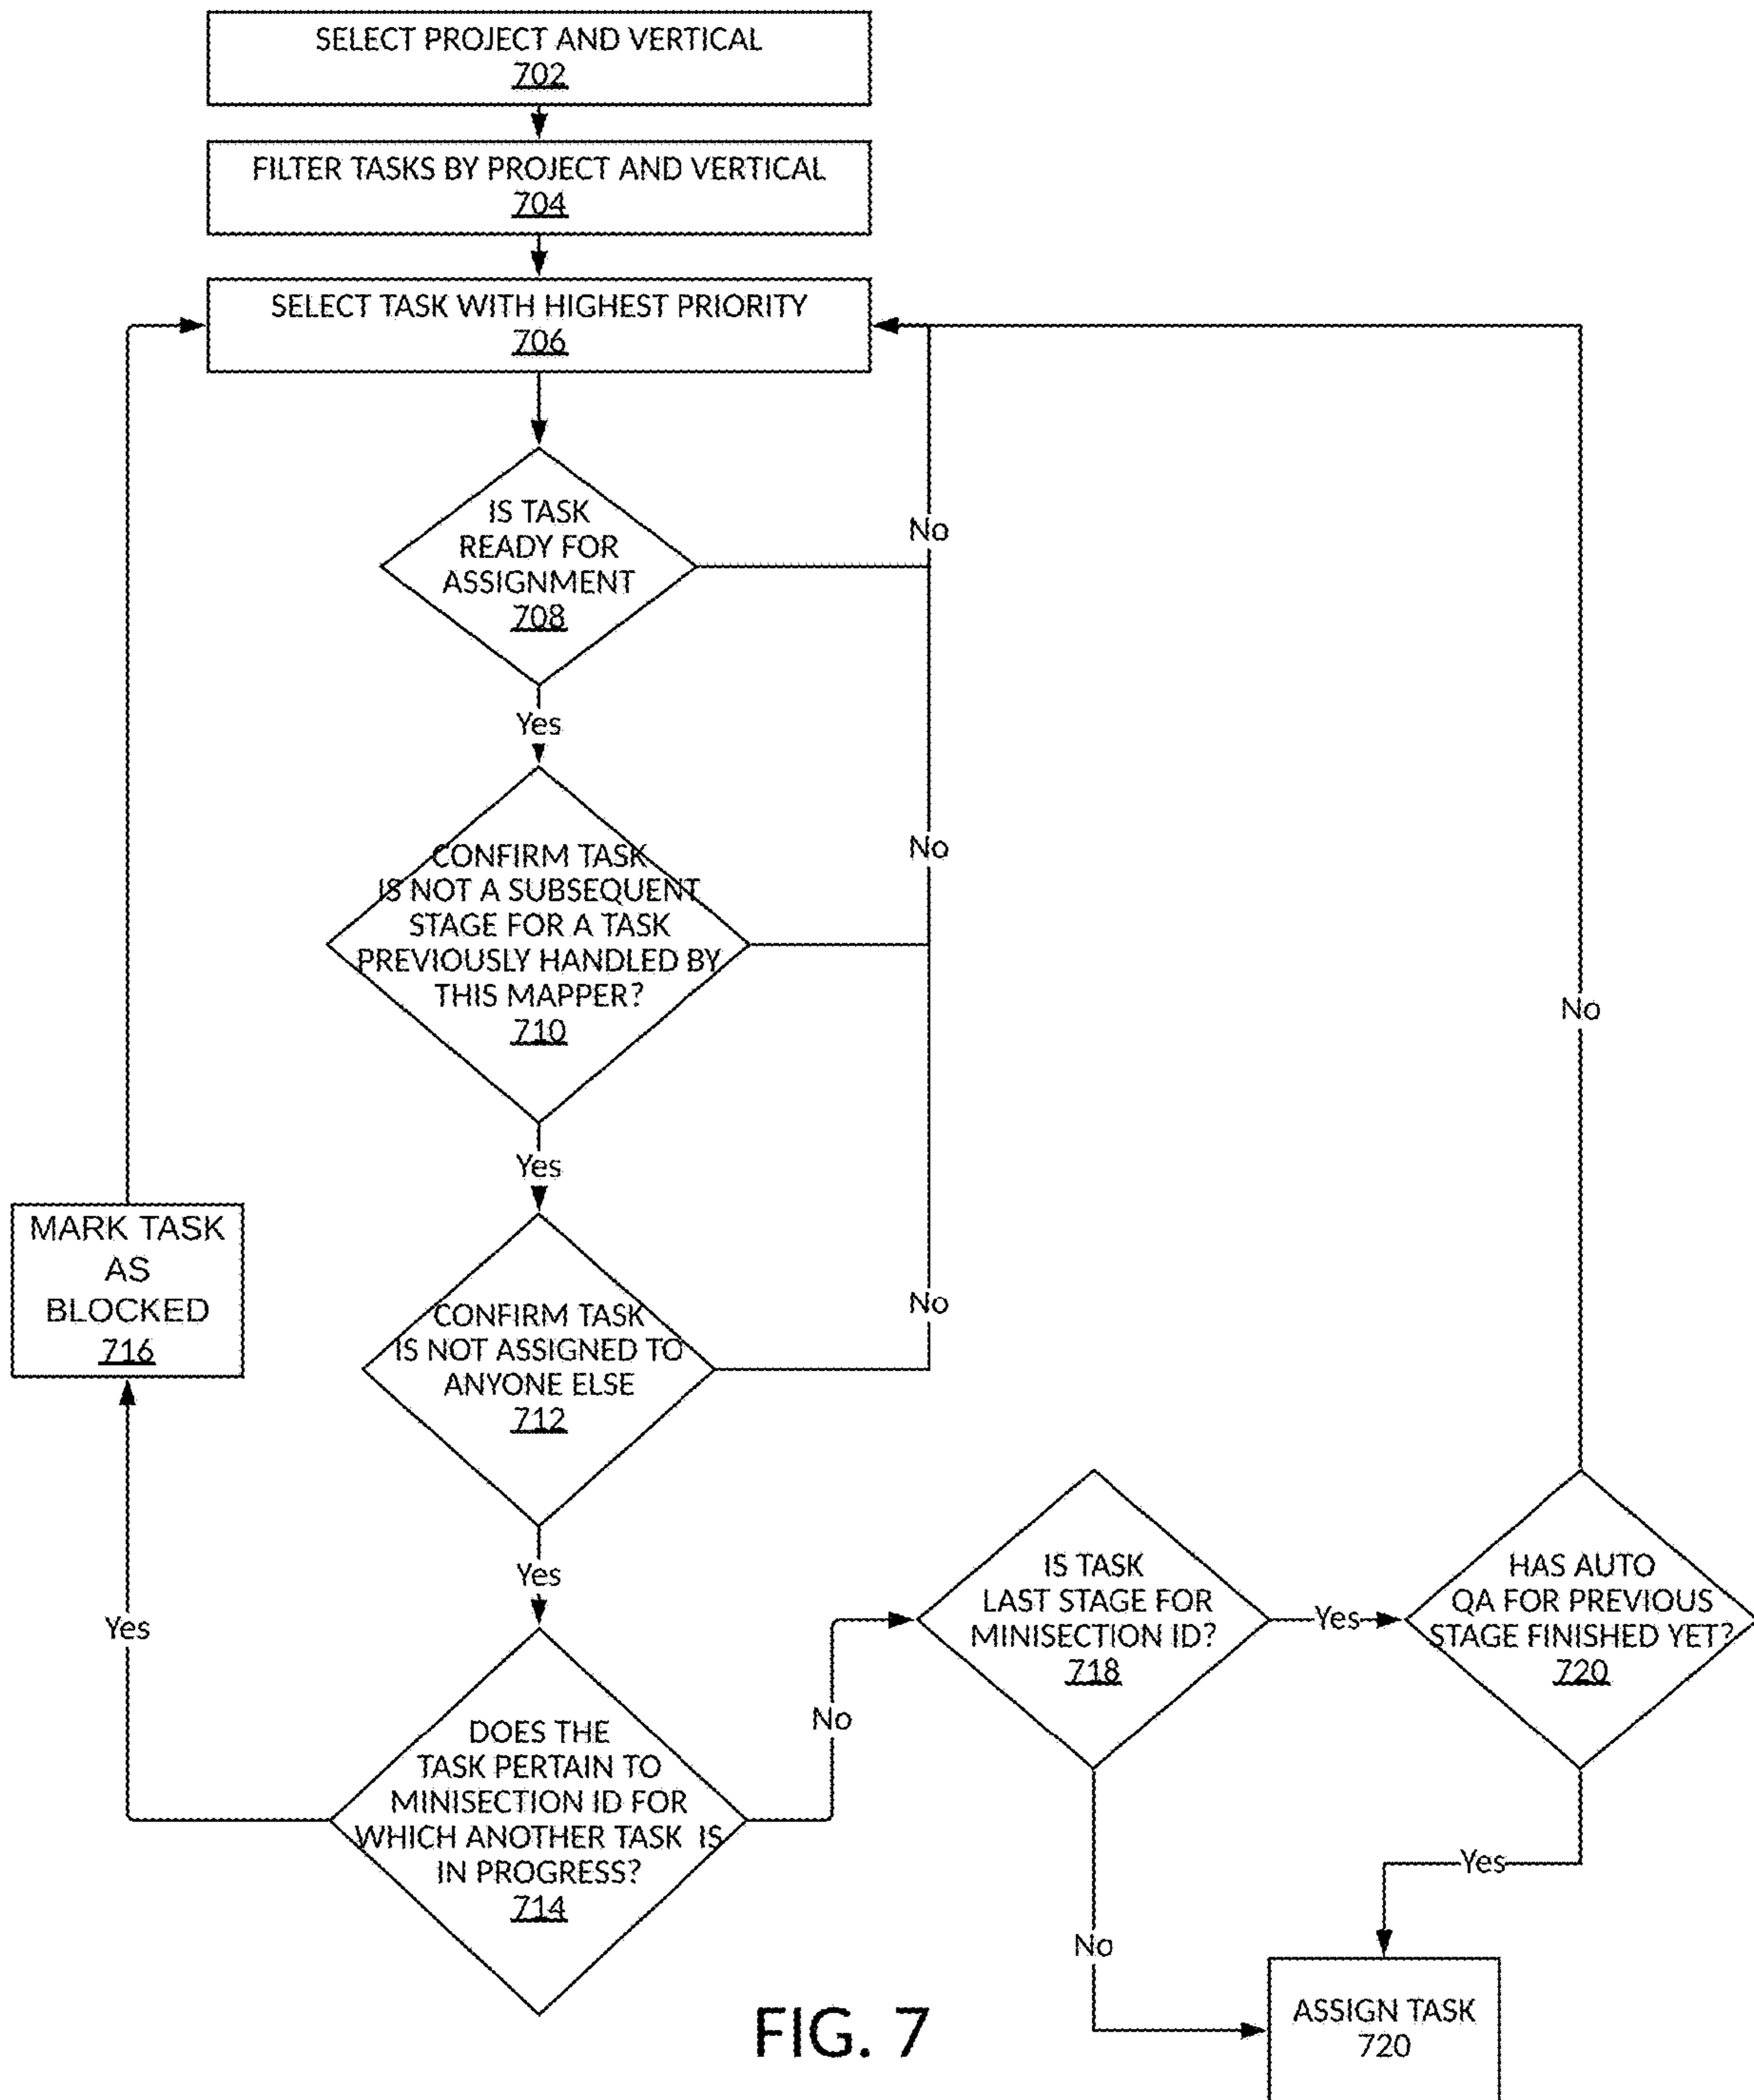 SELECT PROJECT AND VERTICAL
702
FILTER TASKS BY PROJECT AND VERTICAL
704
SELECT TASK WITH HIGHEST PRIORITY
706
IS TASK
READY FOR
ASSIGNMENT
708
No
Yes
CONFIRM TASK
IS NOT A SUBSEQUENT
STAGE FOR A TASK
PREVIOUSLY HANDLED BY
THIS MAPPER?
710
No
No
Yes
MARK TASK
AS
BLOCKED
716
CONFIRM TASK
IS NOT ASSIGNED TO
ANYONE ELSE
712
No
Yes
Yes
DOES THE
TASK PERTAIN TO
MINISECTION ID FOR
WHICH ANOTHER TASK IS
IN PROGRESS?
714
No
IS TASK
LAST STAGE FOR
MINISECTION ID?
718
Yes
HAS AUTO
QA FOR PREVIOUS
STAGE FINISHED YET?
720
Yes
No
ASSIGN TASK
720
FIG. 7